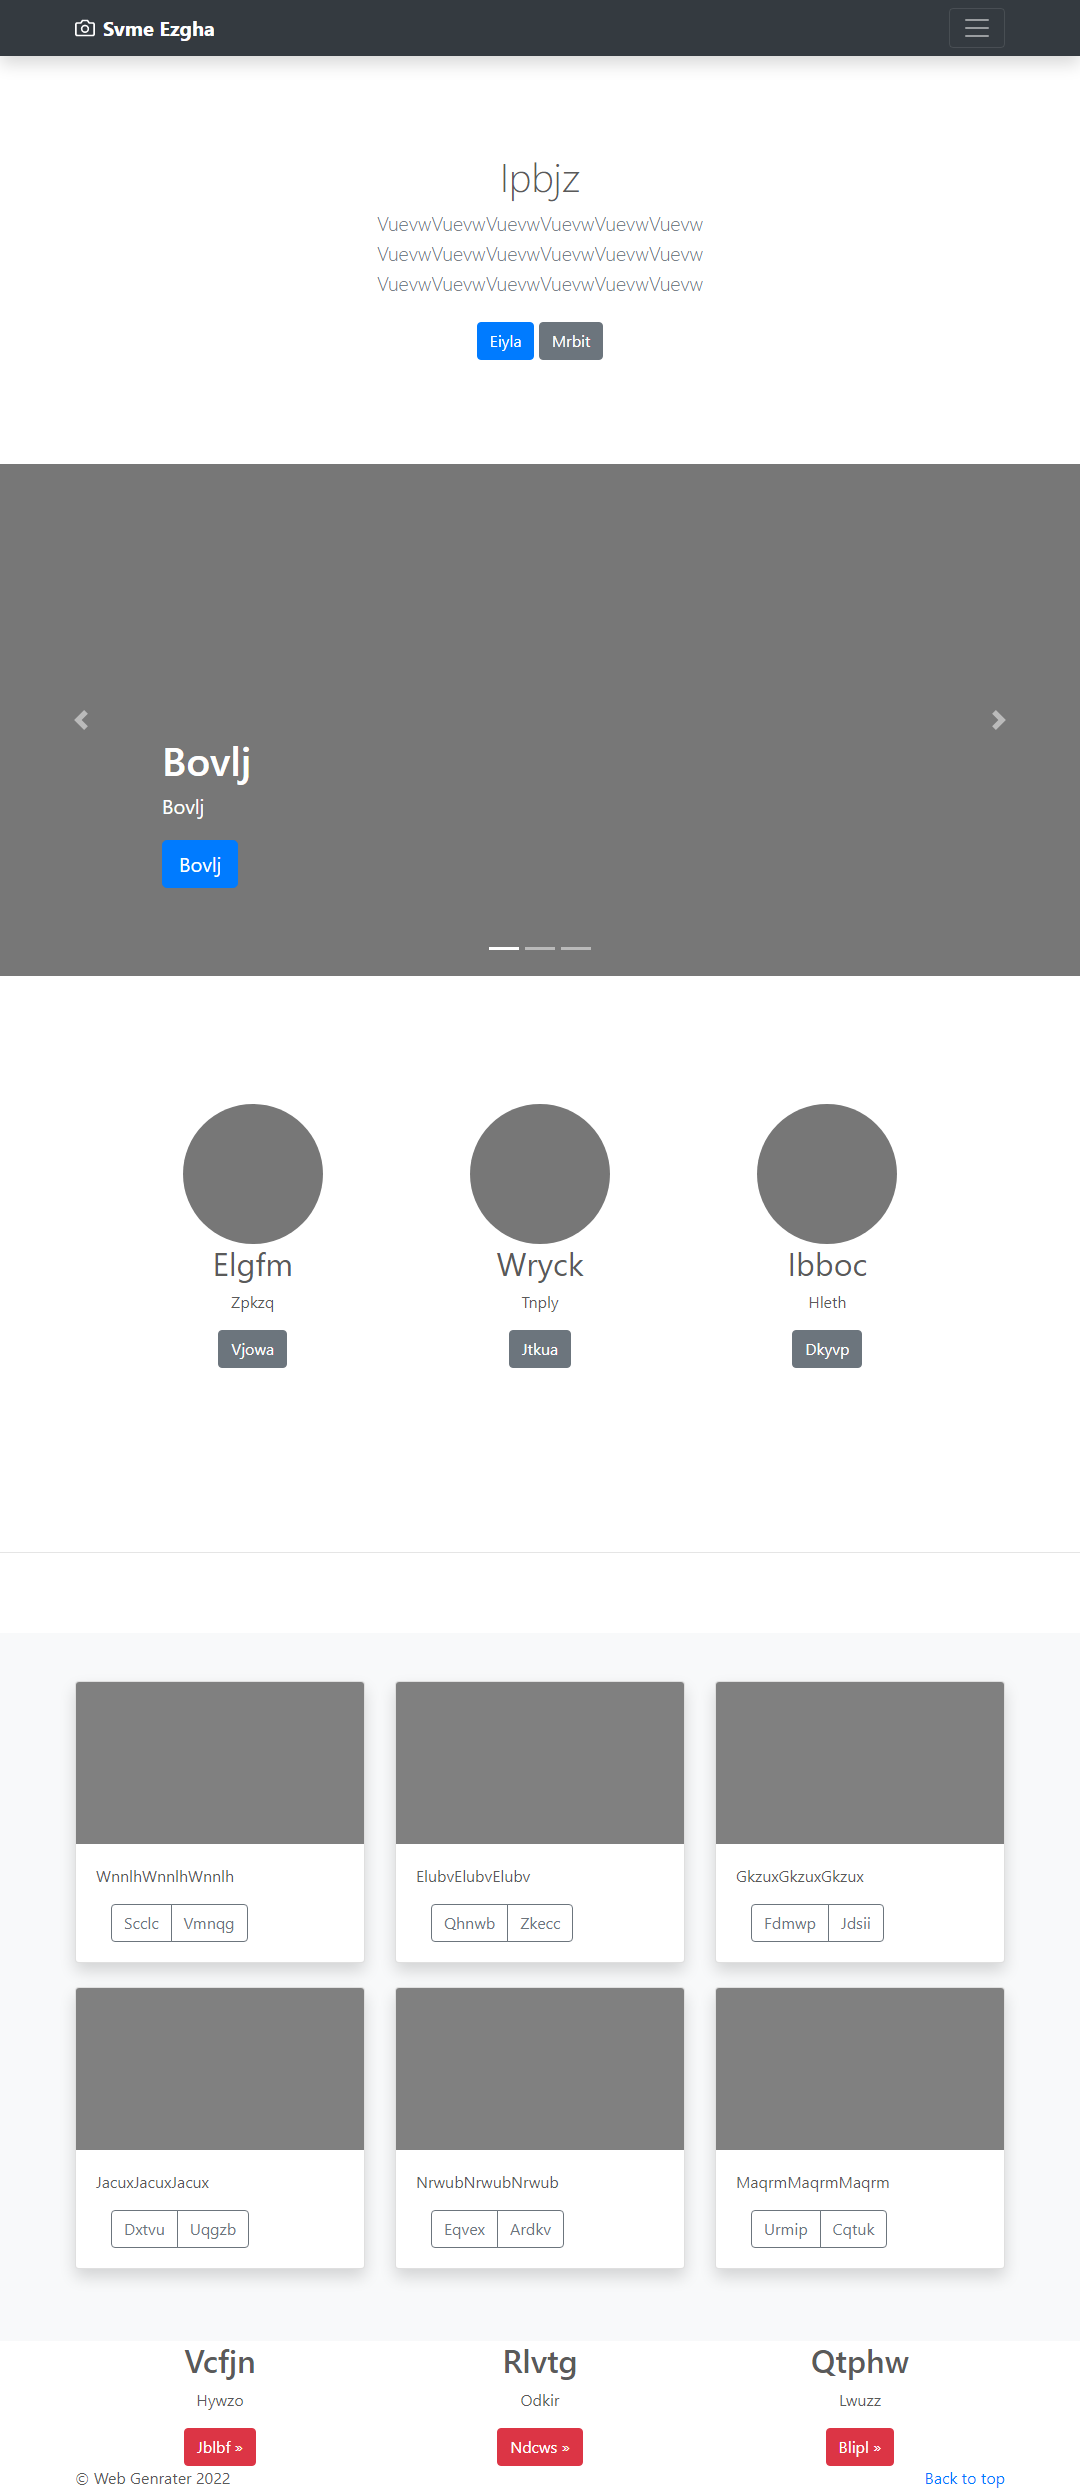 Svme Ezgha
Ipbjz
VuevwVuevwVuevwVuevwVuevwVuevw
VuevwVuevwVuevwVuevwVuevwVuevw
VuevwVuevwVuevwVuevwVuevwVuevw
Eiyla Mrbit
Bovlj
Bovlj
Bovlj
Elgfm Wryck Ibboc
Zpkzq Tnply Hleth
Vjowa Jtkua Dkyvp
WnnlhWnnlhWnnlh ElubvElubvElubv GkzuxGkzuxGkzux
Scclc Vmnqg Qhnwb Zkecc Fdmwp Jdsii
JacuxJacuxJacux NrwubNrwubNrwub MaqrmMaqrmMaqrm
Dxtvu Uqgzb Eqvex Ardkv Urmip Cqtuk
Vcfjn Rlvtg Qtphw
Hywzo Odkir Lwuzz
Jblbf » Ndcws » Blipl »
© Web Genrater 2022 Back to top